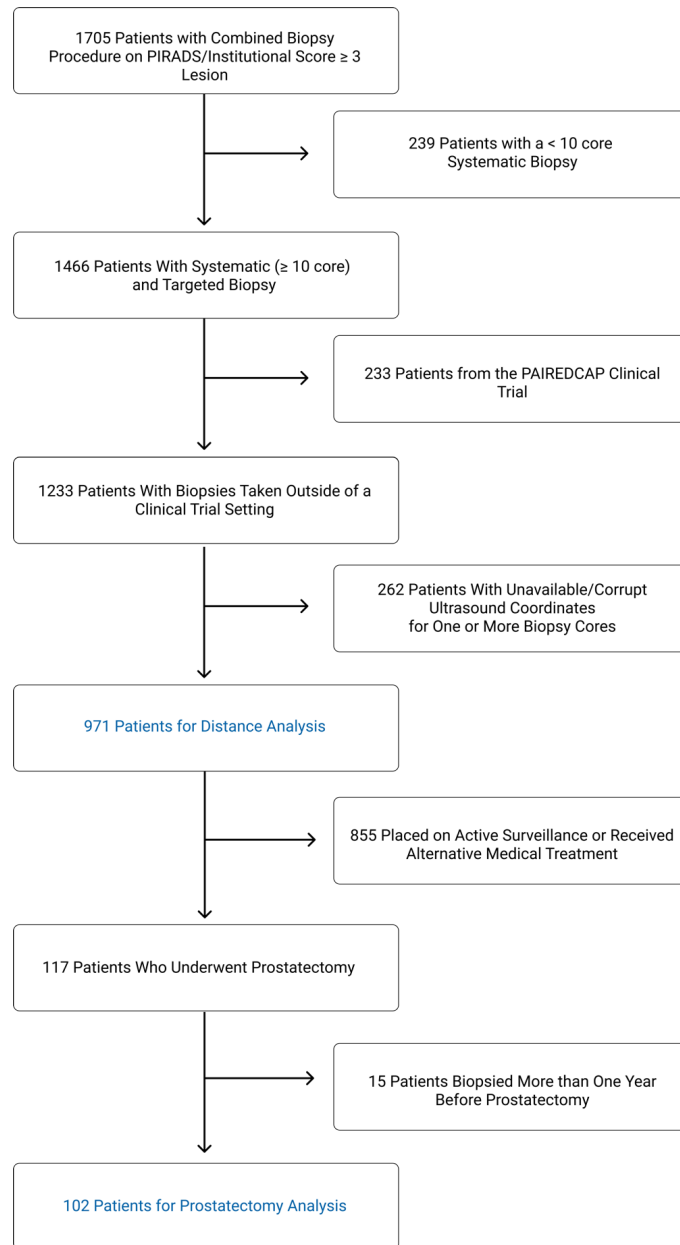 1705 Patients with Combined Biopsy
Procedure on PIRADS/Institutional Score ≥ 3
Lesion
239 Patients with a < 10 core
Systematic Biopsy
1466 Patients With Systematic (≥ 10 core)
and Targeted Biopsy
233 Patients from the PAIREDCAP Clinical
Trial
1233 Patients With Biopsies Taken Outside of a
Clinical Trial Setting
262 Patients With Unavailable/Corrupt
Ultrasound Coordinates
for One or More Biopsy Cores
971 Patients for Distance Analysis
855 Placed on Active Surveillance or Received
Alternative Medical Treatment
117 Patients Who Underwent Prostatectomy
15 Patients Biopsied More than One Year
Before Prostatectomy
102 Patients for Prostatectomy Analysis